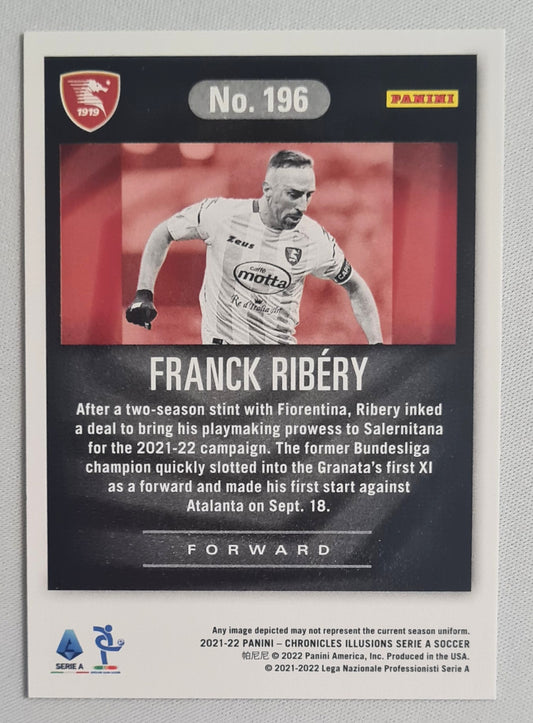 No. 196
PANINI
1919
Zeus
caffè
motta
Re d'Italia Art
FRANCK RIBÉRY
After a two-season stint with Fiorentina, Ribery inked
a deal to bring his playmaking prowess to Salernitana
for the 2021-22 campaign. The former Bundesliga
champion quickly slotted into the Granata's first XI
as a forward and made his first start against
Atalanta on Sept. 18.
FORWARD
Any image depicted may not represent the current season uniform.
2021-22 PANINI – CHRONICLES ILLUSIONS SERIE A SOCCER
帕尼尼 © 2022 Panini America, Inc. Produced in the USA.
© 2021-2022 Lega Nazionale Professionisti Serie A
SERIE A